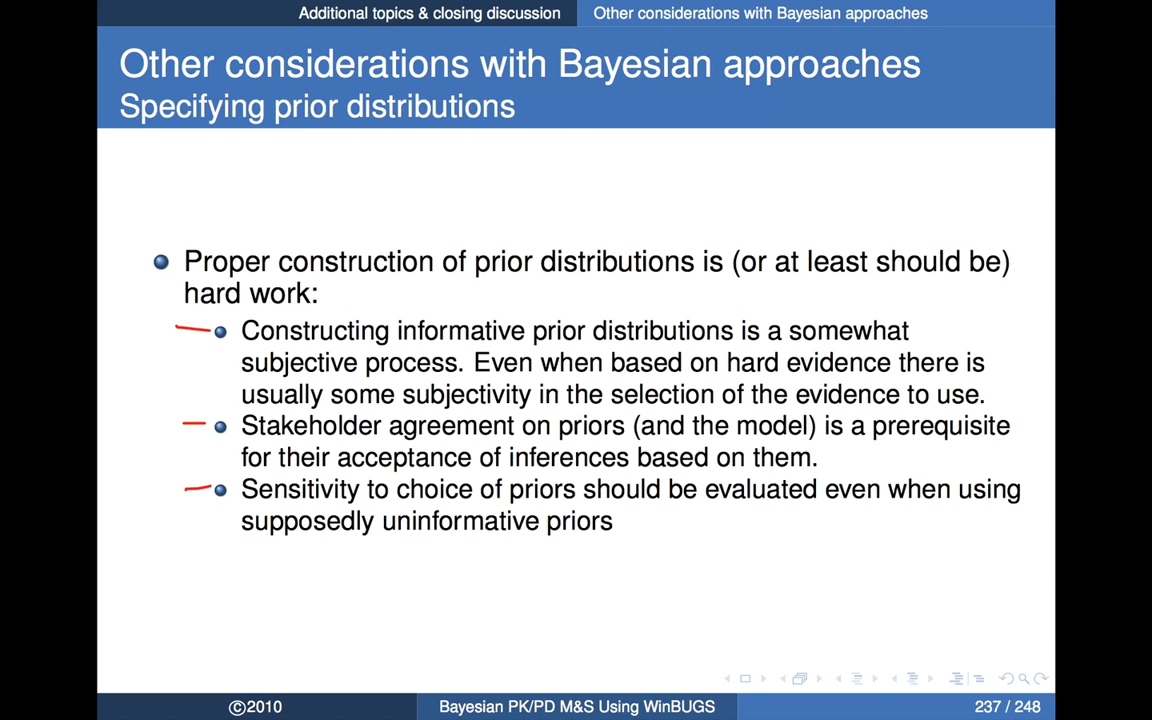 Additional topics & closing discussion
Other considerations with Bayesian approaches
Other considerations with Bayesian approaches
Specifying prior distributions
Proper construction of prior distributions is (or at least should be)
hard work:
Constructing informative prior distributions is a somewhat
subjective process. Even when based on hard evidence there is
usually some subjectivity in the selection of the evidence to use.
Stakeholder agreement on priors (and the model) is a prerequisite
for their acceptance of inferences based on them.
Sensitivity to choice of priors should be evaluated even when using
supposedly uninformative priors
©2010
Bayesian PK/PD M&S Using WinBUGS
237 / 248